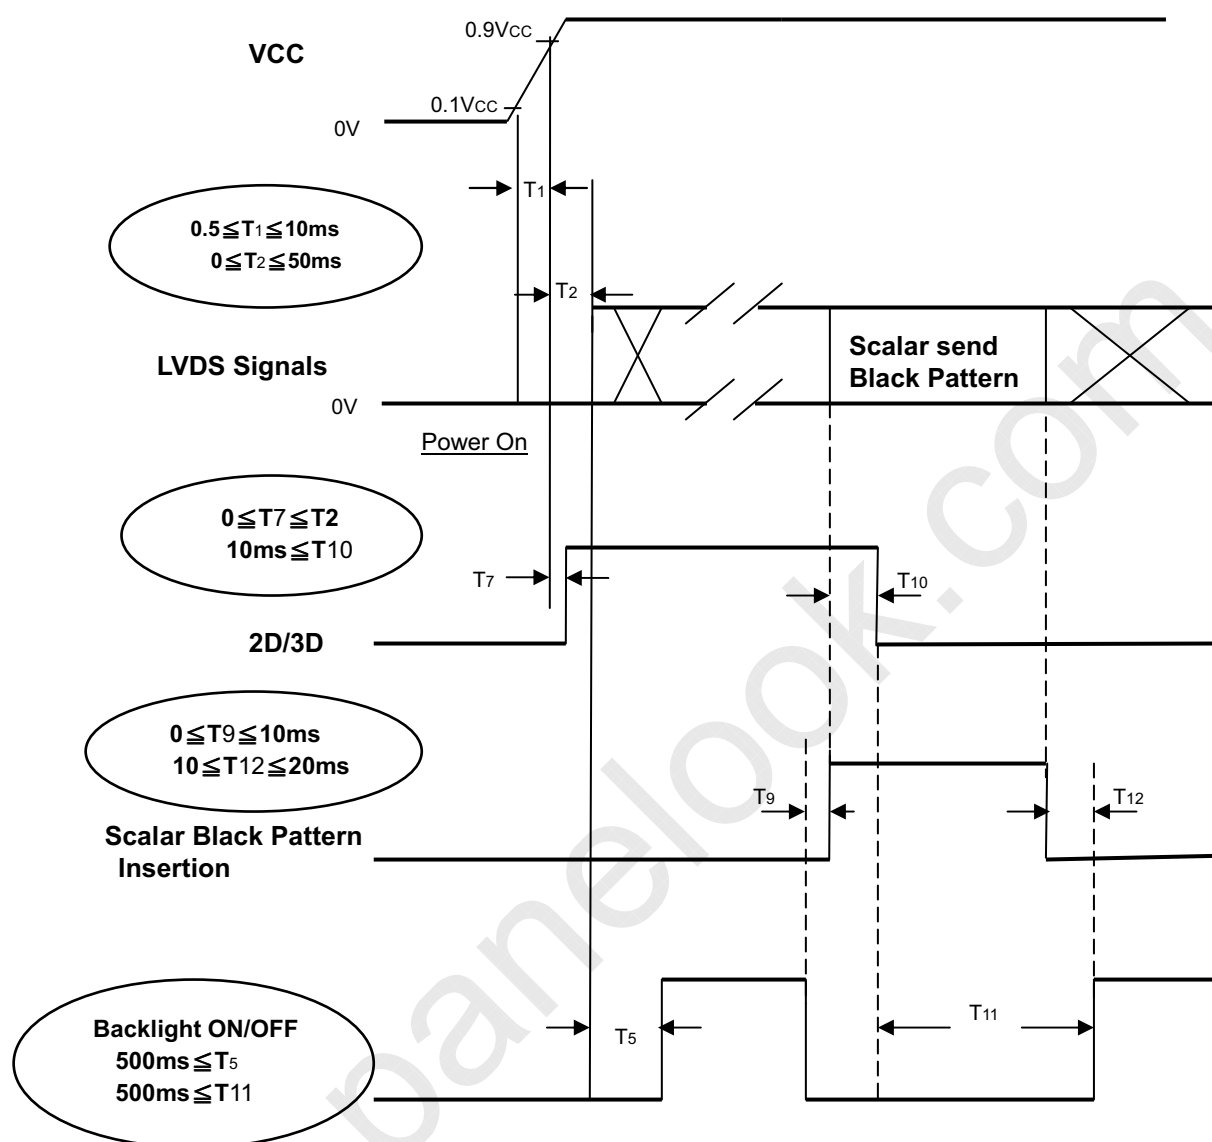 0.9VCC
VCC
0.1VCC
0V
T1
0.5≦T1≦10ms
0≦T2≦50ms
T2
Scalar send
Black Pattern
LVDS Signals
0V
Power On
0≦T7≦T2
10ms≦T10
T7
T10
2D/3D
0≦T9≦10ms
10≦T12≦20ms
T9
T12
Scalar Black Pattern
Insertion
Backlight ON/OFF
500ms≦T5
500ms≦T11
T5
T11
panelook.com